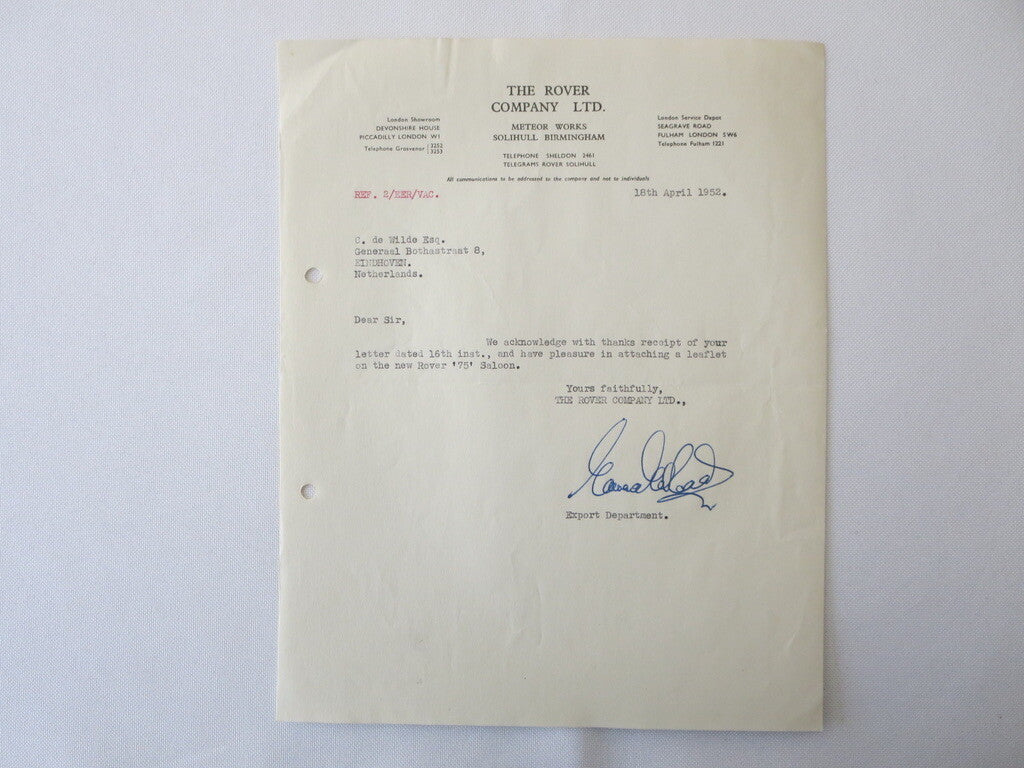 THE ROVER
COMPANY LTD.
METEOR WORKS
SOLIHULL BIRMINGHAM
TELEPHONE SHELDON 2461
TELEGRAMS ROVER SOLIHULL
London Showroom
DEVONSHIRE HOUSE
PICCADILLY LONDON W1
Telephone Grosvenor 3252
3253
London Service Depot
SEAGRAVE ROAD
FULHAM LONDON SW6
Telephone Fulham 1221
All communications to be addressed to the company and not to individuals
REF. 2/EER/VAC.
18th April 1952.
C. de Wilde Esq.
Generaal Bothastraat 8,
EINDHOVEN.
Netherlands.
Dear Sir,
We acknowledge with thanks receipt of your
letter dated 16th inst., and have pleasure in attaching a leaflet
on the new Rover '75' Saloon.
Yours faithfully,
THE ROVER COMPANY LTD.,
Export Department.